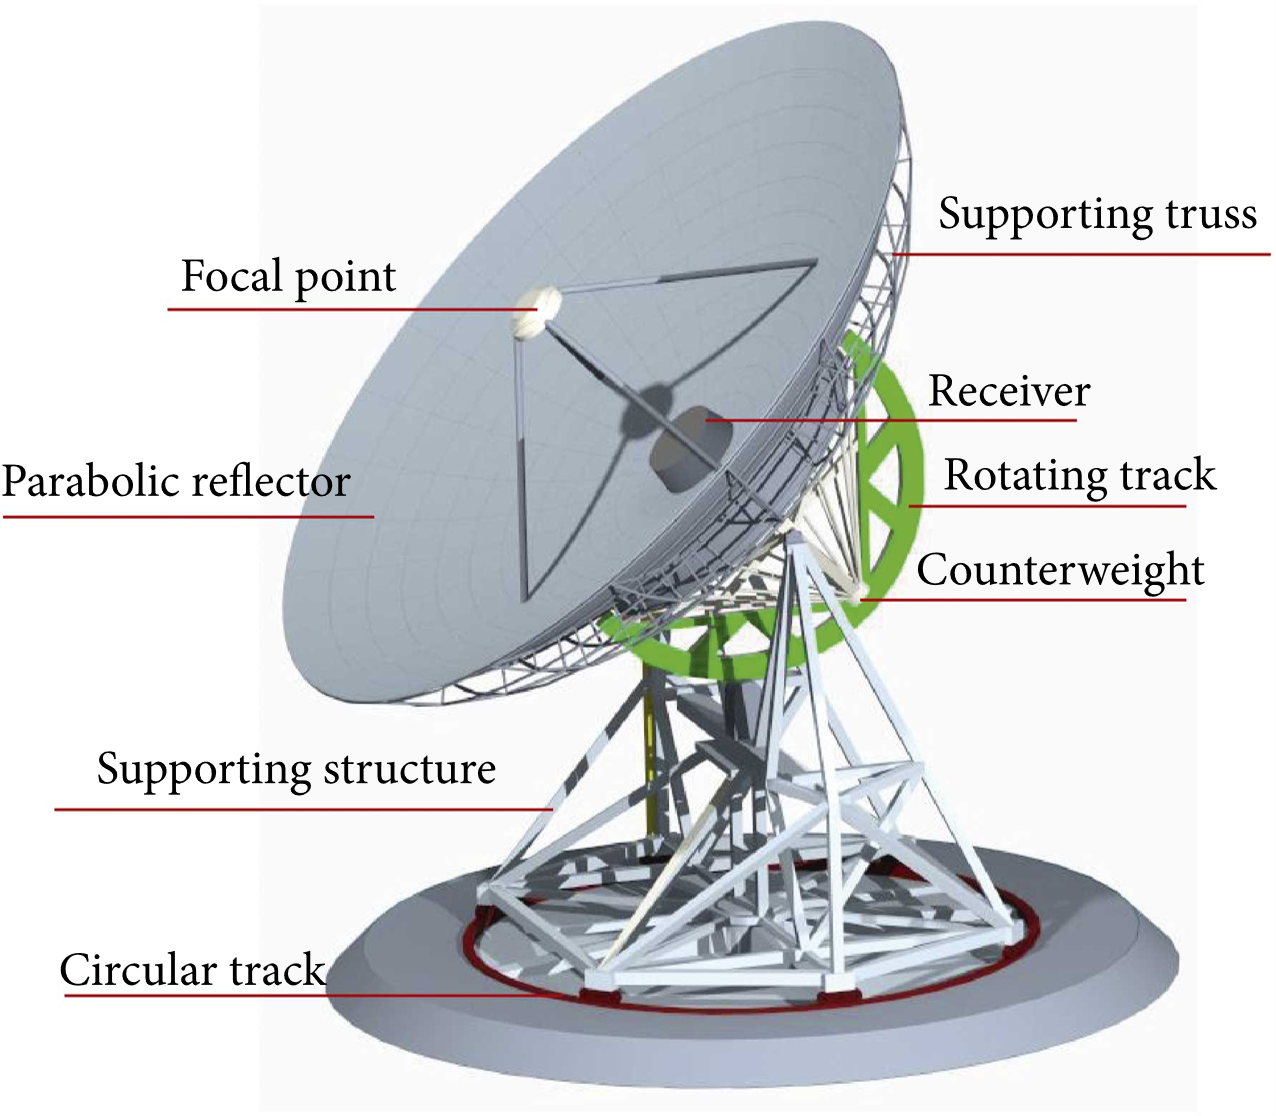 Supporting truss
Focal point
Receiver
Parabolic reflector
Rotating track
Counterweight
Supporting structure
Circular track